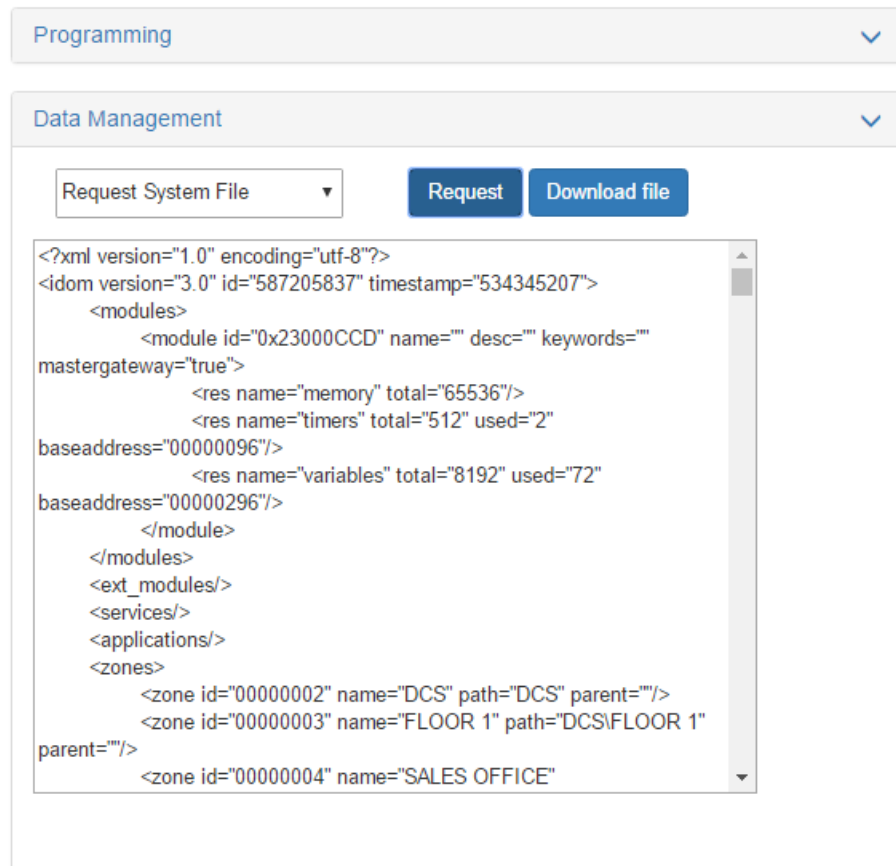 Programming
Data Management
Request System File
Request
Download file
<?xml version="1.0" encoding="utf-8"?>
<idom version="3.0" id="587205837" timestamp="534345207">
<modules>
<module id="0x23000CCD" name="" desc="" keywords=""
mastergateway="true">
<res name="memory" total="65536"/>
<res name="timers" total="512" used="2"
baseaddress="00000096"/>
<res name="variables" total="8192" used="72"
baseaddress="00000296"/>
</module>
</modules>
<ext_modules/>
<services/>
<applications/>
<zones>
<zone id="00000002" name="DCS" path="DCS" parent=""/>
<zone id="00000003" name="FLOOR 1" path="DCS\FLOOR 1"
parent=""/>
<zone id="00000004" name="SALES OFFICE"